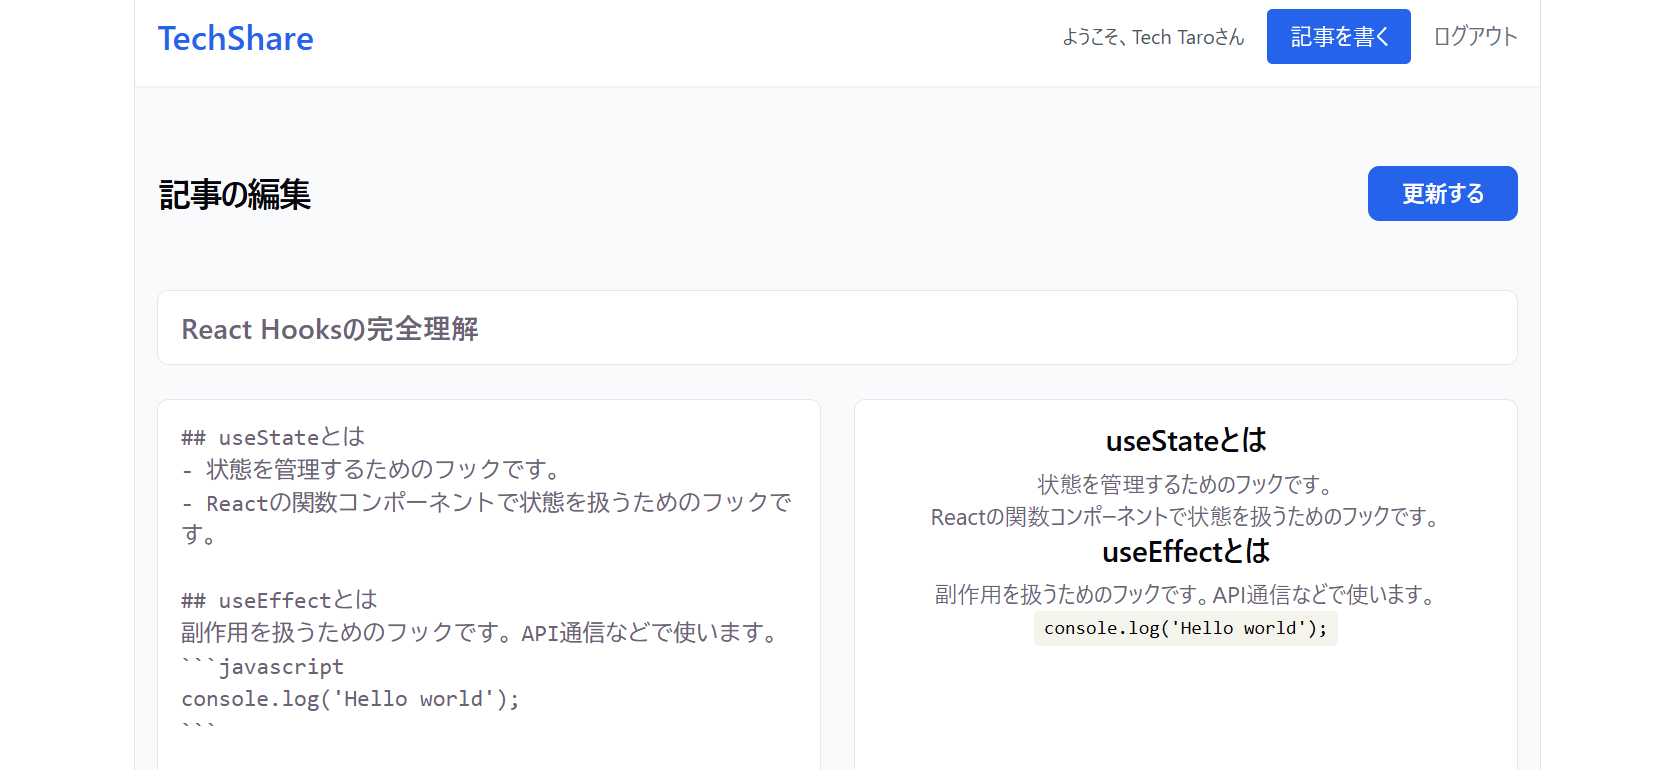 TechShare
ようこそ、Tech Taroさん
記事を書く
ログアウト
記事の編集
更新する
React Hooksの完全理解
## useStateとは
- 状態を管理するためのフックです。
- Reactの関数コンポーネントで状態を扱うためのフックで
す。
## useEffectとは
副作用を扱うためのフックです。API通信などで使います。
```javascript
console.log('Hello world');
```
useStateとは
状態を管理するためのフックです。
Reactの関数コンポーネントで状態を扱うためのフックです。
useEffectとは
副作用を扱うためのフックです。API通信などで使います。
console.log('Hello world');